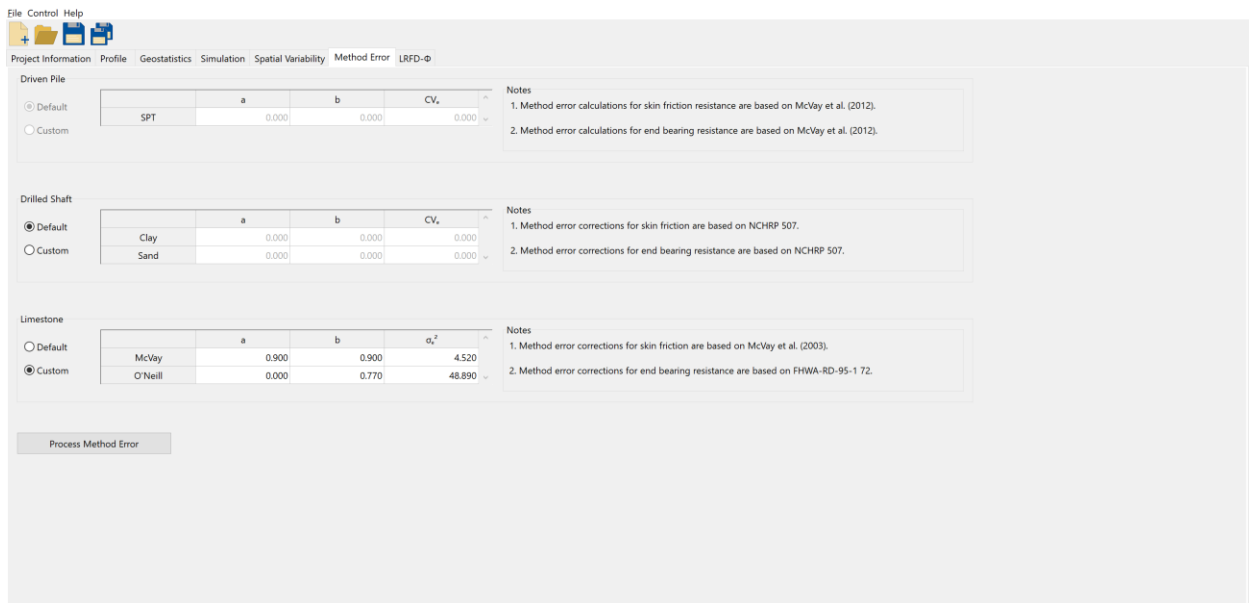 File Control Help
Project Information Profile Geostatistics Simulation Spatial Variability Method Error LRFD-Φ
Driven Pile
Default
Custom
a b CVₑ
SPT 0.000 0.000 0.000
Notes
1. Method error calculations for skin friction resistance are based on McVay et al. (2012).
2. Method error calculations for end bearing resistance are based on McVay et al. (2012).
Drilled Shaft
Default
Custom
a b CVₑ
Clay 0.000 0.000 0.000
Sand 0.000 0.000 0.000
Notes
1. Method error corrections for skin friction are based on NCHRP 507.
2. Method error corrections for end bearing resistance are based on NCHRP 507.
Limestone
Default
Custom
a b σₑ²
McVay 0.900 0.900 4.520
O'Neill 0.000 0.770 48.890
Notes
1. Method error corrections for skin friction are based on McVay et al. (2003).
2. Method error corrections for end bearing resistance are based on FHWA-RD-95-1 72.
Process Method Error